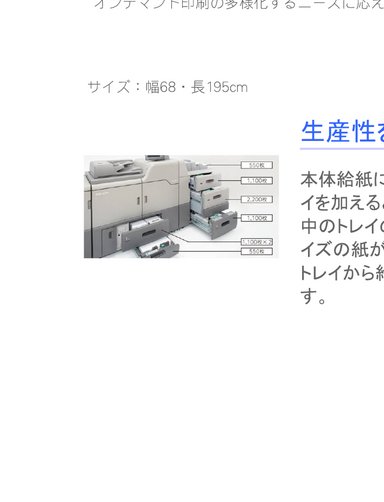 オンデマンド印刷の多様化するニーズに応え
サイズ：幅68・長195cm
550枚
1,100枚
2,200枚
1,100枚
1,100枚×2
550枚
生産性を
本体給紙に
イを加える
中のトレイの
イズの紙が
トレイから給
す。